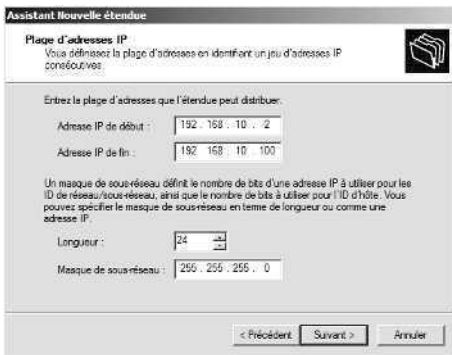 Assistant Nouvelle étendue
Plage d'adresses IP
Vous définissez la plage d'adresses en identifiant un jeu d'adresses IP
consécutives.
Entrez la plage d'adresses que l'étendue peut distribuer.
Adresse IP de début : 192 . 168 . 10 . 2
Adresse IP de fin : 192 168 . 10 100
Un masque de sous-réseau définit le nombre de bits d'une adresse IP à utiliser pour les
ID de réseau/sous-réseau, ainsi que le nombre de bits à utiliser pour l'ID d'hôte. Vous
pouvez spécifier le masque de sous-réseau en terme de longueur ou comme une
adresse IP.
Longueur : 24
Masque de sous-réseau : 255 . 255 . 255 . 0
< Précédent Suivant > Annuler